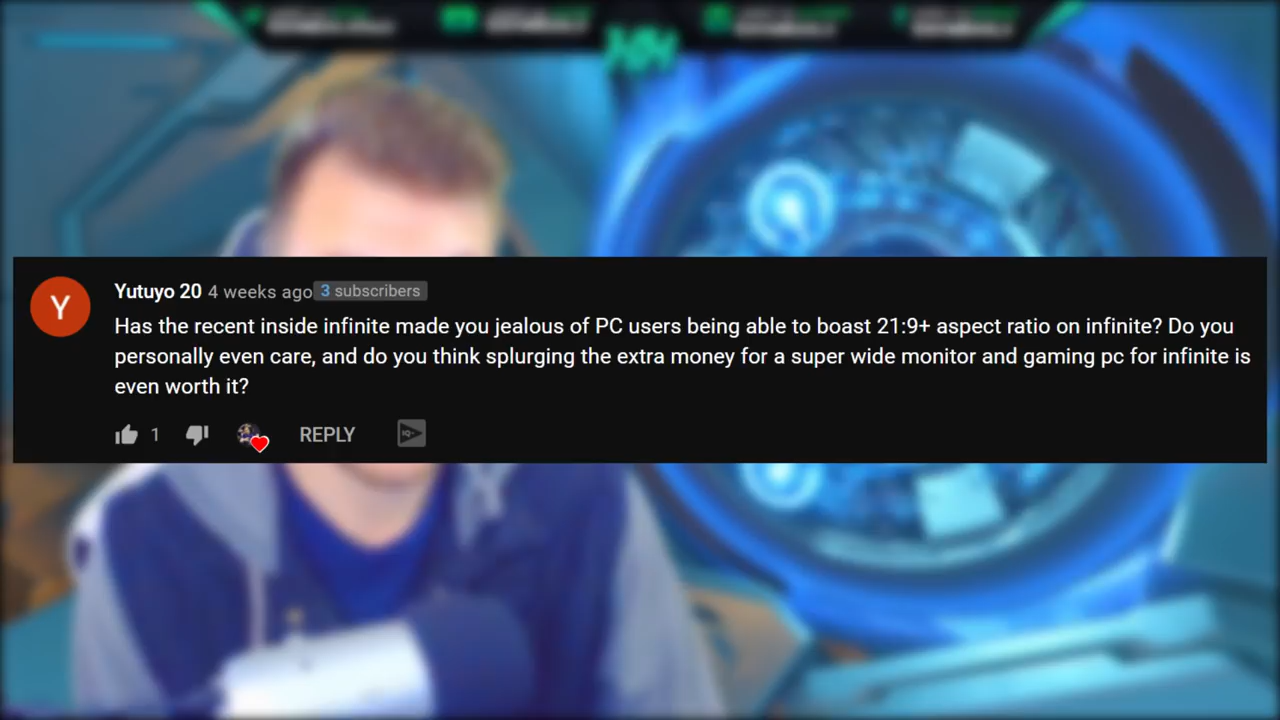 Yutuyo 20 4 weeks ago 3 subscribers
Y
Has the recent inside infinite made you jealous of PC users being able to boast 21:9+ aspect ratio on infinite? Do you
personally even care, and do you think splurging the extra money for a super wide monitor and gaming pc for infinite is
even worth it?
1 REPLY IQ+